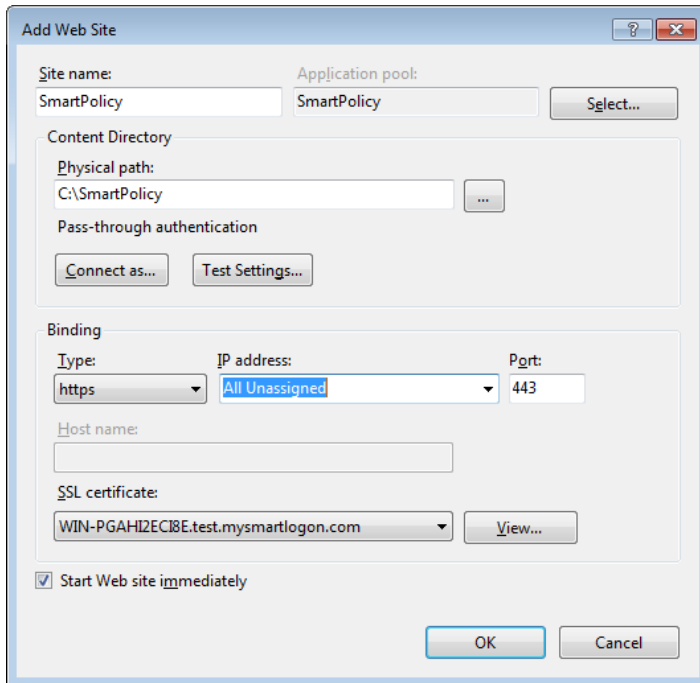 Add Web Site
?
Site name:
Application pool:
SmartPolicy
SmartPolicy
Select...
Content Directory
Physical path:
C:\SmartPolicy
...
Pass-through authentication
Connect as...
Test Settings...
Binding
Type:
IP address:
Port:
https
All Unassigned
443
Host name:
SSL certificate:
WIN-PGAHI2ECI8E.test.mysmartlogon.com
View...
Start Web site immediately
OK
Cancel